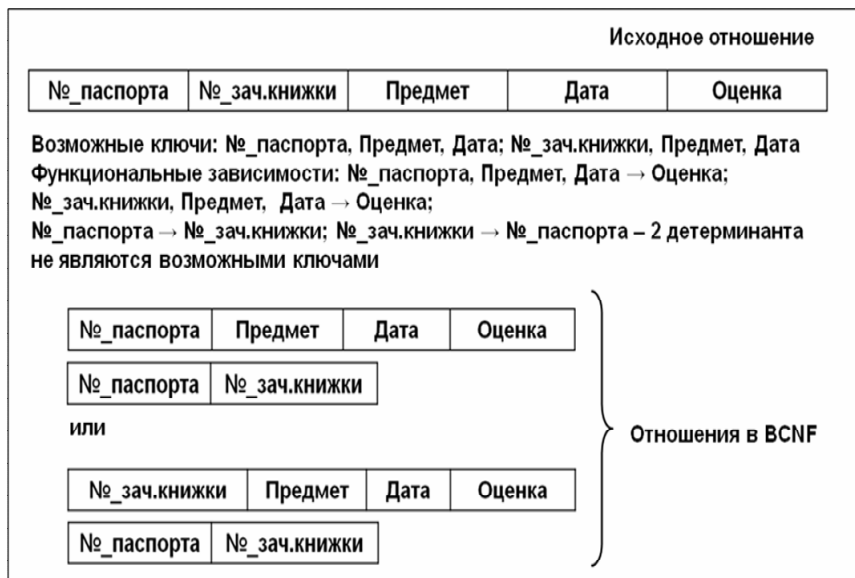 Исходное отношение
№_паспорта №_зач.книжки Предмет Дата Оценка
Возможные ключи: №_паспорта, Предмет, Дата; №_зач.книжки, Предмет, Дата
Функциональные зависимости: №_паспорта, Предмет, Дата → Оценка;
№_зач.книжки, Предмет, Дата → Оценка;
№_паспорта → №_зач.книжки; №_зач.книжки → №_паспорта – 2 детерминанта
не являются возможными ключами
№_паспорта Предмет Дата Оценка
№_паспорта №_зач.книжки
или
Отношения в BCNF
№_зач.книжки Предмет Дата Оценка
№_паспорта №_зач.книжки